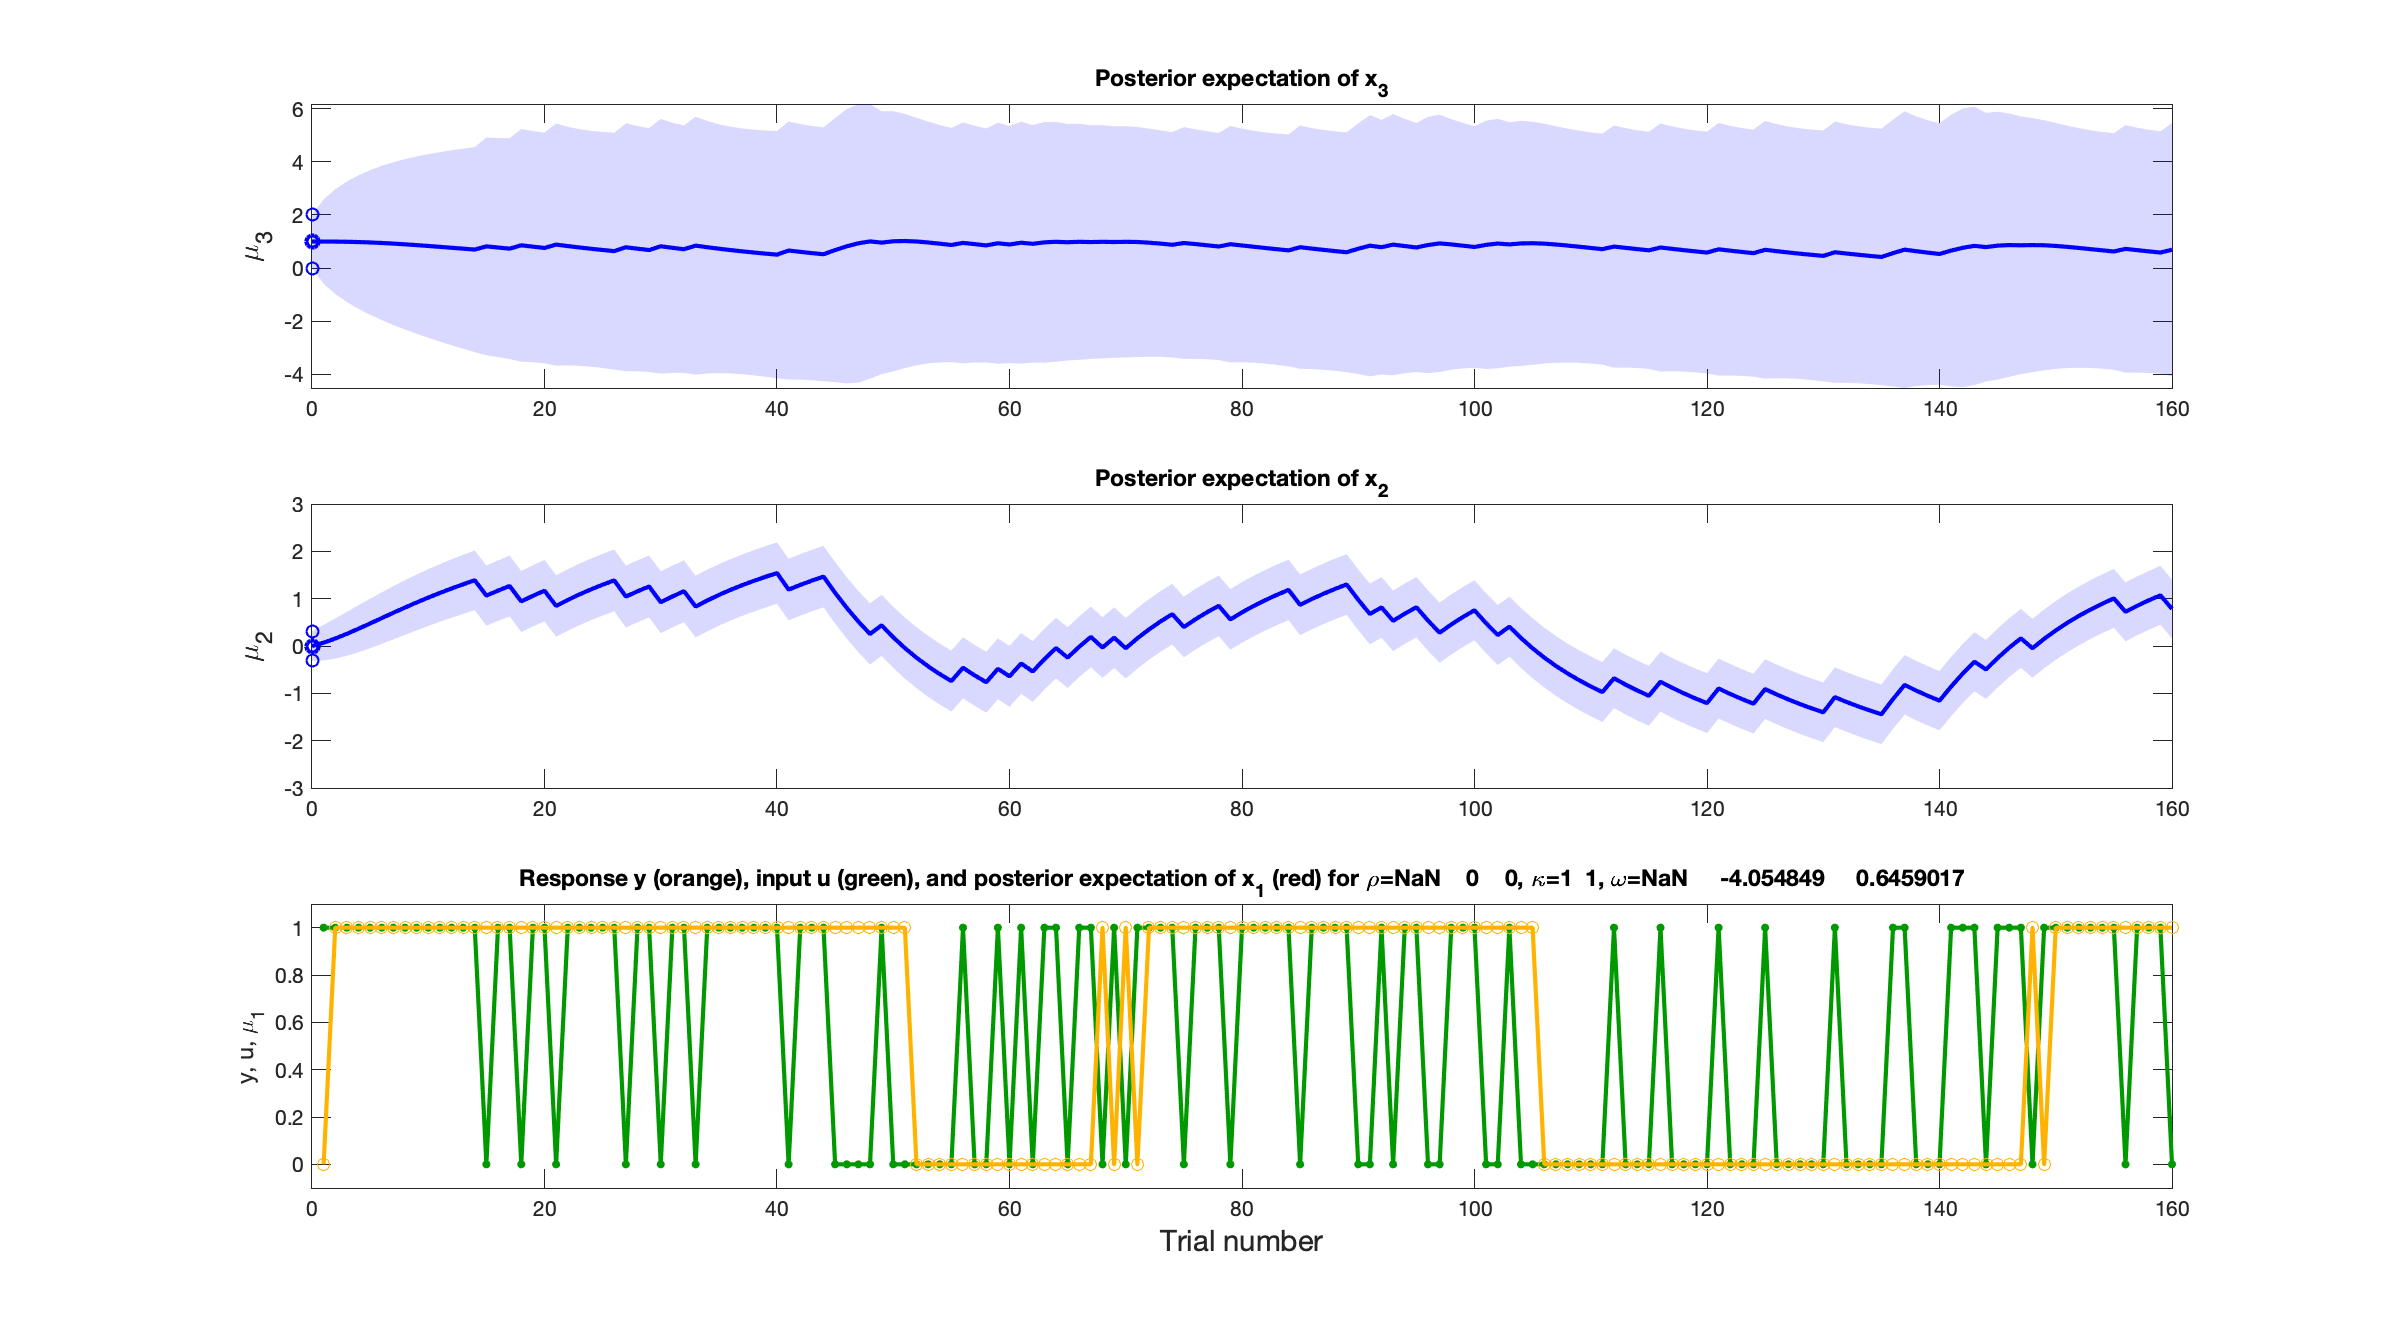 Posterior expectation of x3
6
4
2
0
-2
-4
μ3
0 20 40 60 80 100 120 140 160
Posterior expectation of x2
3
2
1
0
-1
-2
-3
μ2
0 20 40 60 80 100 120 140 160
Response y (orange), input u (green), and posterior expectation of x1 (red) for ρ=NaN 0 0, κ=1 1, ω=NaN -4.054849 0.6459017
1
0.8
0.6
0.4
0.2
0
y, u, μ1
0 20 40 60 80 100 120 140 160
Trial number